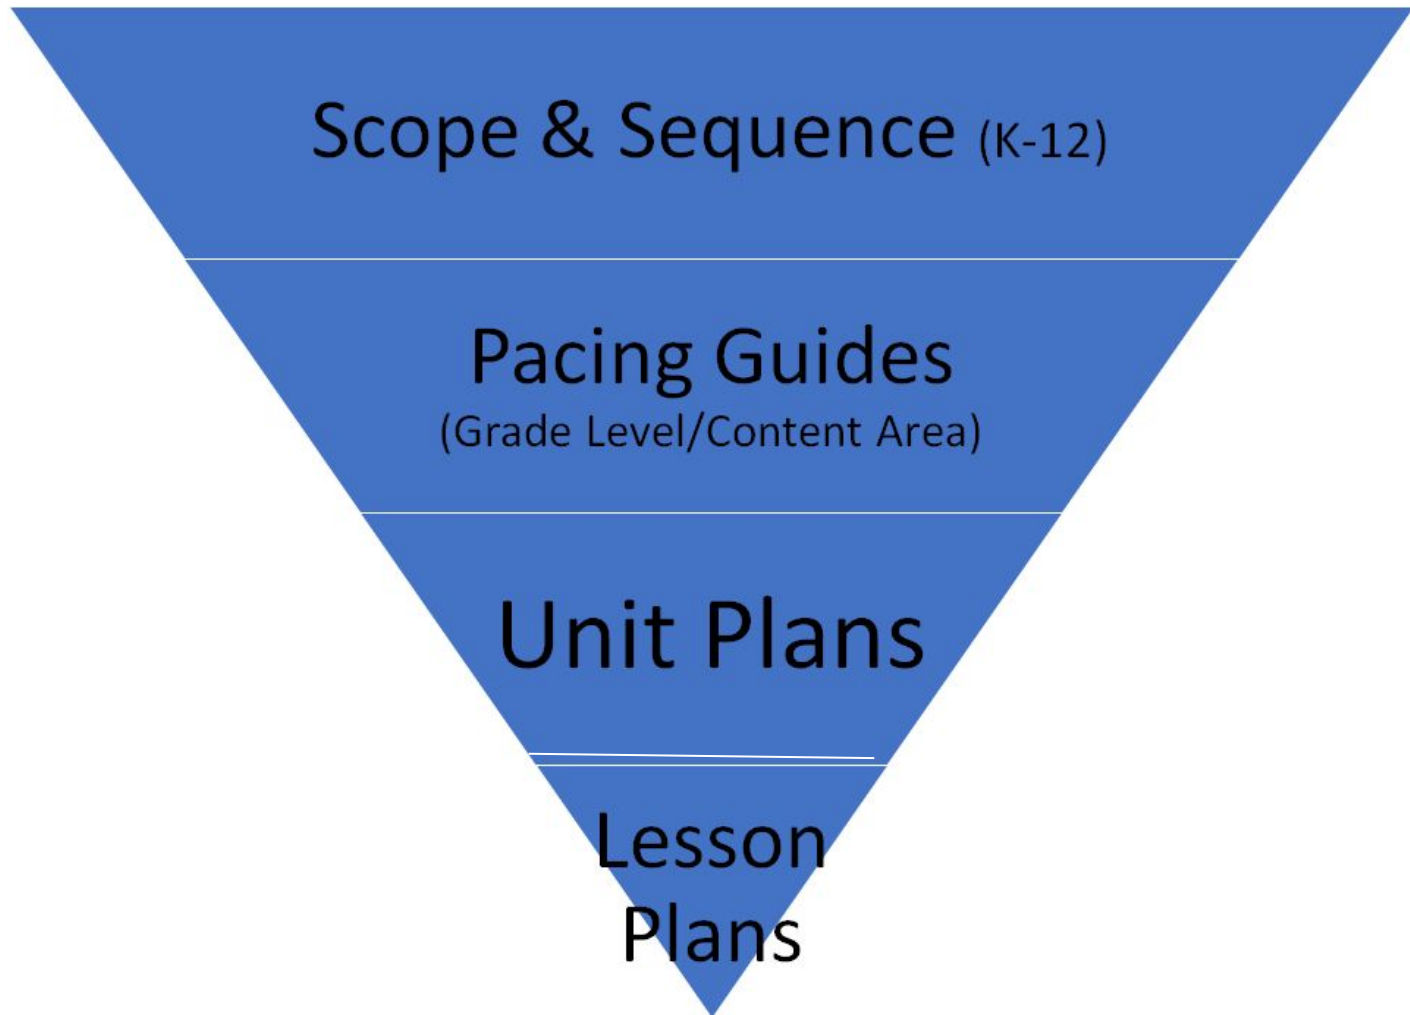 Scope & Sequence (K-12)
Pacing Guides
(Grade Level/Content Area)
Unit Plans
Lesson
Plans